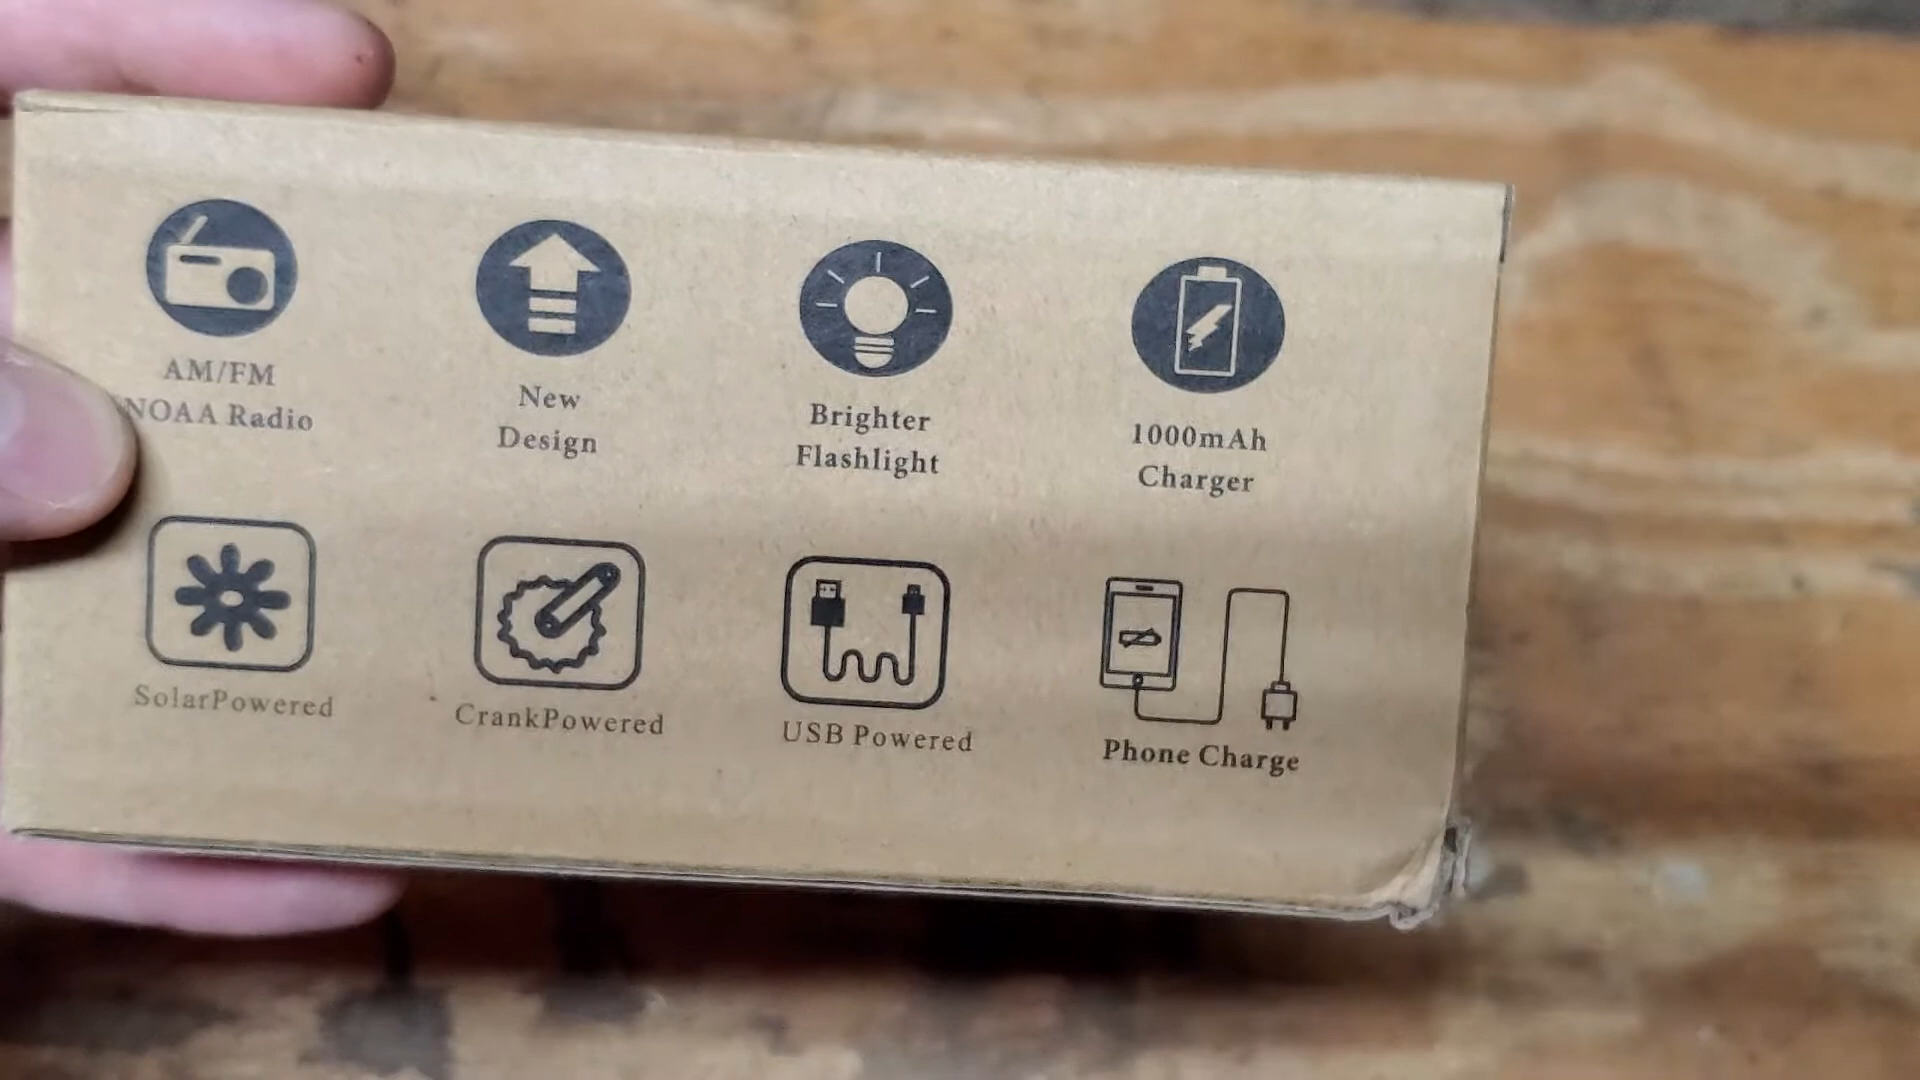 AM/FM
NOAA Radio
New
Design
Brighter
Flashlight
1000mAh
Charger
SolarPowered
CrankPowered
USB Powered
Phone Charge